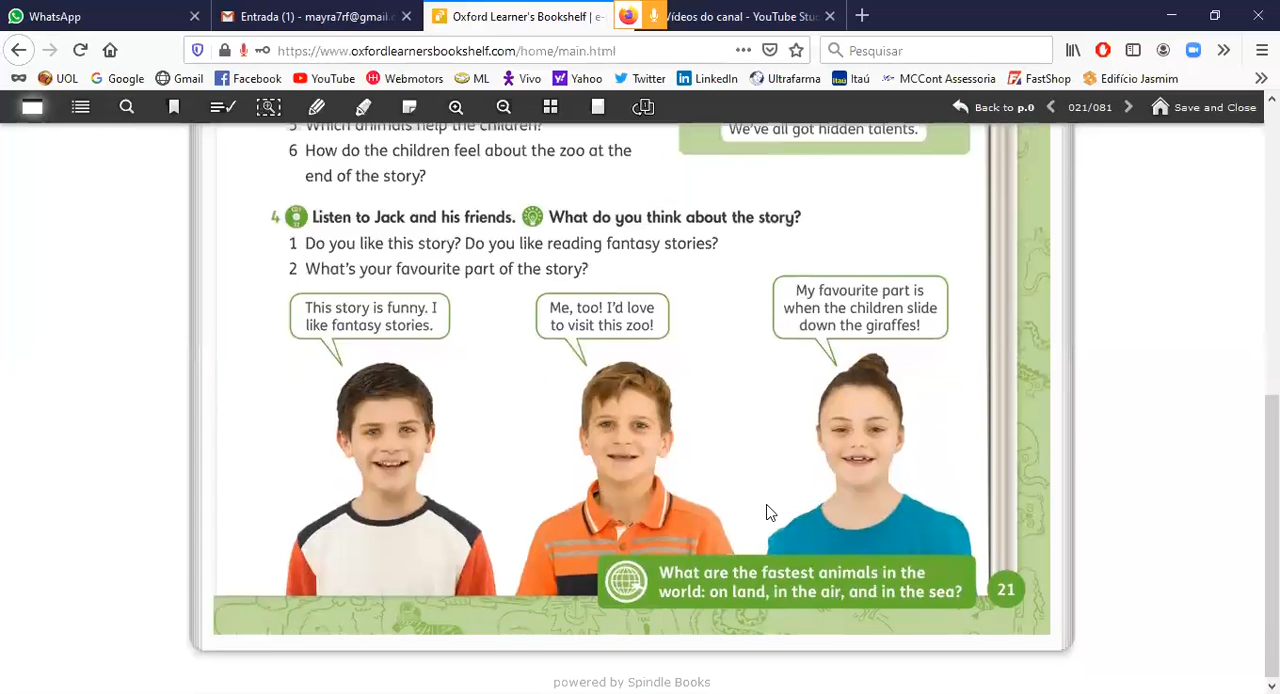 WhatsApp
Entrada (1) - mayra7rf@gmail.c
Oxford Learner's Bookshelf | e-
Vídeos do canal - YouTube Stu
https://www.oxfordlearnersbookshelf.com/home/main.html
Pesquisar
UOL Google Gmail Facebook YouTube Webmotors ML Vivo Yahoo Twitter LinkedIn Ultrafarma Itaú MCCont Assessoria FastShop Edifício Jasmim
Back to p.0 021/081 Save and Close
5 Which animals help the children?
We've all got hidden talents.
6 How do the children feel about the zoo at the
end of the story?
4 Listen to Jack and his friends. What do you think about the story?
1 Do you like this story? Do you like reading fantasy stories?
2 What's your favourite part of the story?
This story is funny. I
like fantasy stories.
Me, too! I'd love
to visit this zoo!
My favourite part is
when the children slide
down the giraffes!
What are the fastest animals in the
world: on land, in the air, and in the sea?
21
powered by Spindle Books